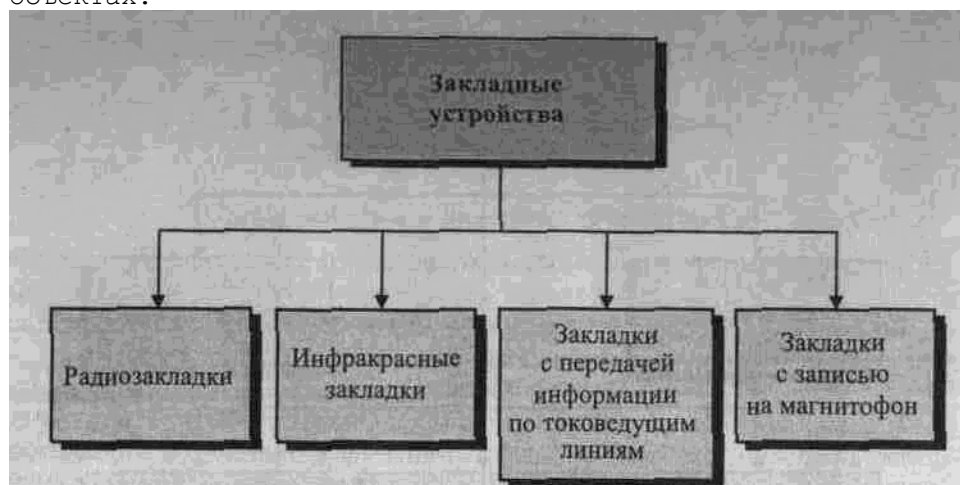 объектах.
Закладные
устройства
Радиозакладки
Инфракрасные
закладки
Закладки
с передачей
информации
по токоведущим
линиям
Закладки
с записью
на магнитофон